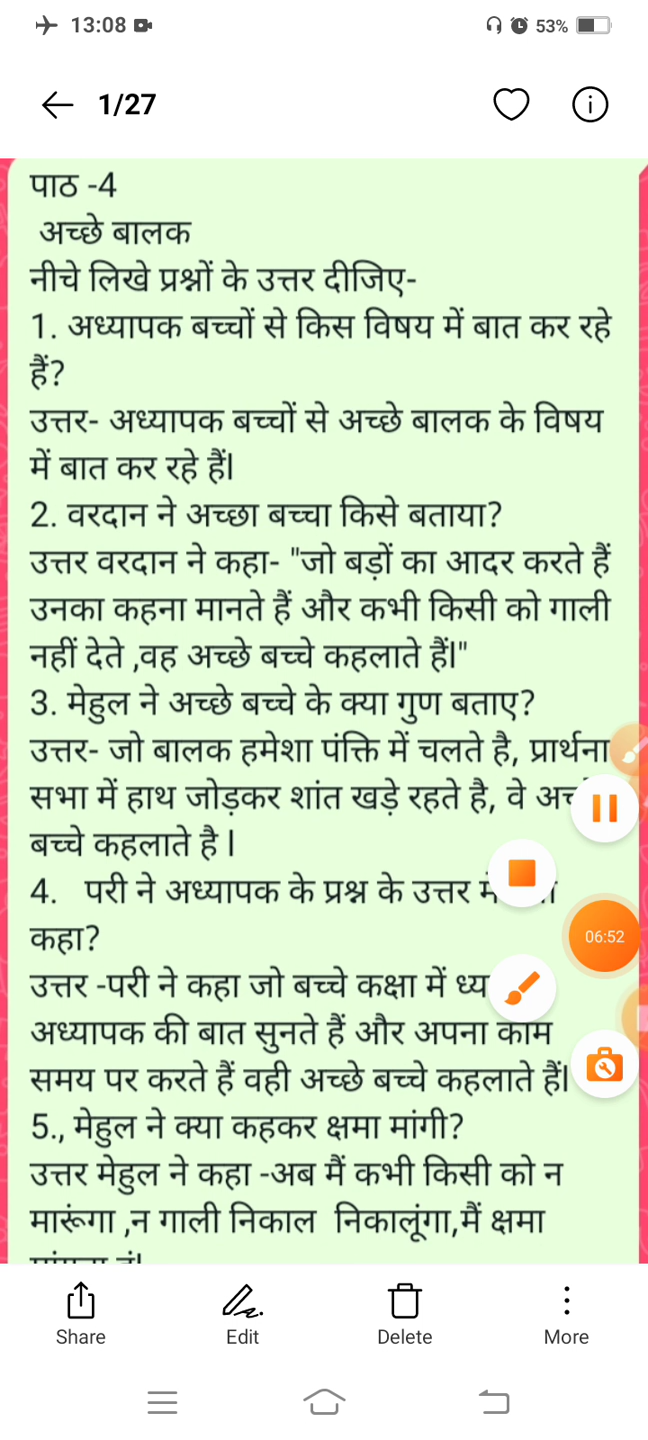 13:08
53%
1/27
पाठ -4
अच्छे बालक
नीचे लिखे प्रश्नों के उत्तर दीजिए-
1. अध्यापक बच्चों से किस विषय में बात कर रहे
हैं?
उत्तर- अध्यापक बच्चों से अच्छे बालक के विषय
में बात कर रहे हैं।
2. वरदान ने अच्छा बच्चा किसे बताया?
उत्तर वरदान ने कहा- "जो बड़ों का आदर करते हैं
उनका कहना मानते हैं और कभी किसी को गाली
नहीं देते ,वह अच्छे बच्चे कहलाते हैं।"
3. मेहुल ने अच्छे बच्चे के क्या गुण बताए?
उत्तर- जो बालक हमेशा पंक्ति में चलते है, प्रार्थना
सभा में हाथ जोड़कर शांत खड़े रहते है, वे
बच्चे कहलाते है ।
4. परी ने अध्यापक के प्रश्न के उत्तर
कहा?
06:52
उत्तर -परी ने कहा जो बच्चे कक्षा में
अध्यापक की बात सुनते हैं और अपना काम
समय पर करते हैं वही अच्छे बच्चे कहलाते हैं।
5., मेहुल ने क्या कहकर क्षमा मांगी?
उत्तर मेहुल ने कहा -अब मैं कभी किसी को न
मारूंगा ,न गाली निकाल निकालूंगा,मैं क्षमा
Share
Edit
Delete
More